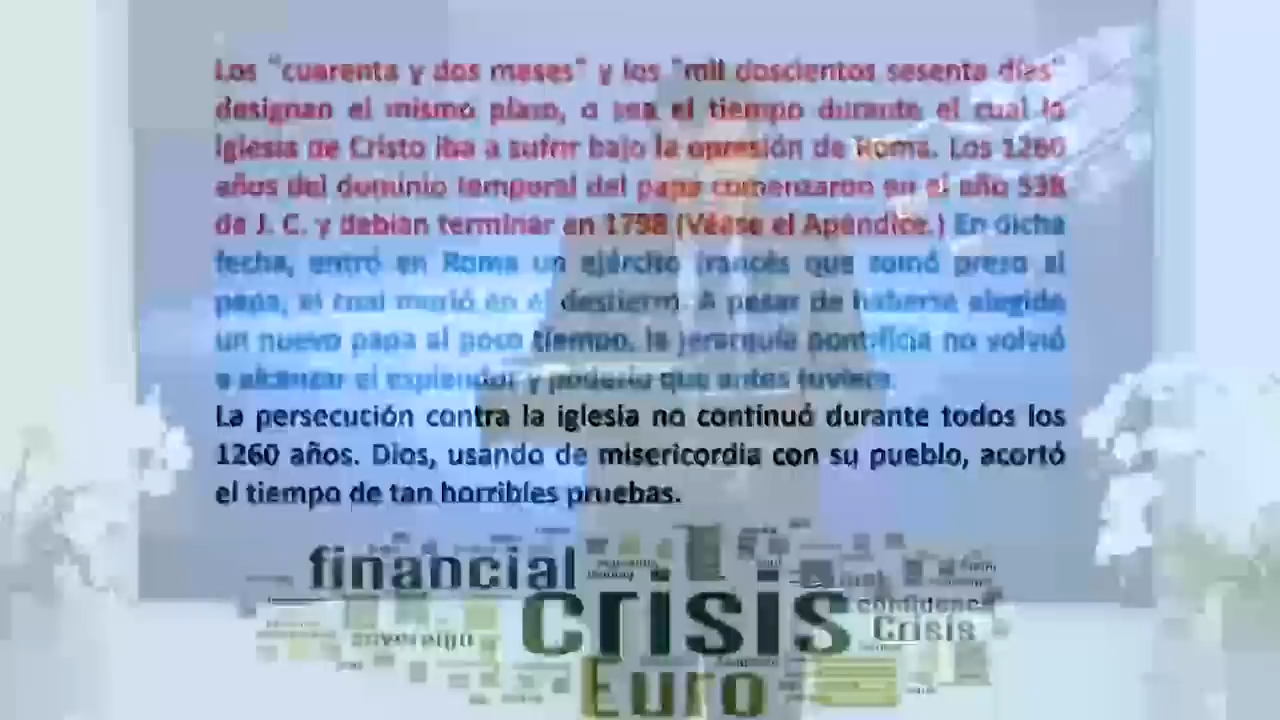 Los "cuarenta y dos meses" y los "mil doscientos sesenta días"
designan el mismo plazo, o sea el tiempo durante el cual la
iglesia de Cristo iba a sufrir bajo la opresión de Roma. Los 1260
años del dominio temporal del papa comenzaron en el año 538
de J. C. y debían terminar en 1798 (Véase el Apéndice.) En dicha
fecha, entró en Roma un ejército francés que tomó preso al
papa, el cual murió en el destierro. A pesar de haberse elegido
un nuevo papa al poco tiempo, la jerarquía pontificia no volvió
a alcanzar el esplendor y poderío que antes tuviera.
La persecución contra la iglesia no continuó durante todos los
1260 años. Dios, usando de misericordia con su pueblo, acortó
el tiempo de tan horribles pruebas.
financial
crisis
confidence
sovereign
Crisis
Euro